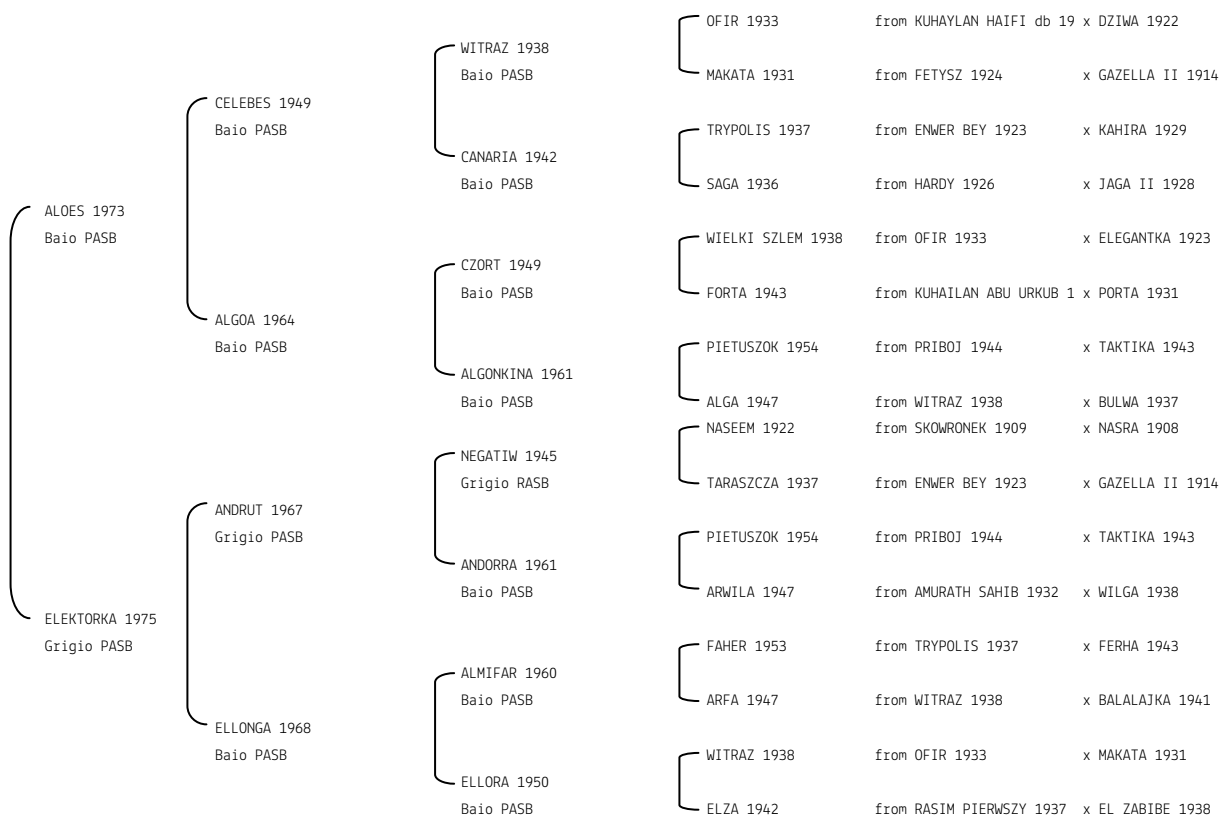 OFIR 1933 from KUHAYLAN HAIFI db 19 x DZIWA 1922
WITRAZ 1938
Baio PASB
MAKATA 1931 from FETYSZ 1924 x GAZELLA II 1914
CELEBES 1949
Baio PASB
TRYPOLIS 1937 from ENWER BEY 1923 x KAHIRA 1929
CANARIA 1942
Baio PASB
SAGA 1936 from HARDY 1926 x JAGA II 1928
ALOES 1973
Baio PASB
WIELKI SZLEM 1938 from OFIR 1933 x ELEGANTKA 1923
CZORT 1949
Baio PASB
FORTA 1943 from KUHAILAN ABU URKUB 1 x PORTA 1931
ALGOA 1964
Baio PASB
PIETUSZOK 1954 from PRIBOJ 1944 x TAKTIKA 1943
ALGONKINA 1961
Baio PASB
ALGA 1947 from WITRAZ 1938 x BULWA 1937
NASEEM 1922 from SKOWRONEK 1909 x NASRA 1908
NEGATIW 1945
Grigio RASB
TARASZCZA 1937 from ENWER BEY 1923 x GAZELLA II 1914
ANDRUT 1967
Grigio PASB
PIETUSZOK 1954 from PRIBOJ 1944 x TAKTIKA 1943
ANDORRA 1961
Baio PASB
ARWILA 1947 from AMURATH SAHIB 1932 x WILGA 1938
ELEKTORKA 1975
Grigio PASB
FAHER 1953 from TRYPOLIS 1937 x FERHA 1943
ALMIFAR 1960
Baio PASB
ARFA 1947 from WITRAZ 1938 x BALALAJKA 1941
ELLONGA 1968
Baio PASB
WITRAZ 1938 from OFIR 1933 x MAKATA 1931
ELLORA 1950
Baio PASB
ELZA 1942 from RASIM PIERWSZY 1937 x EL ZABIBE 1938